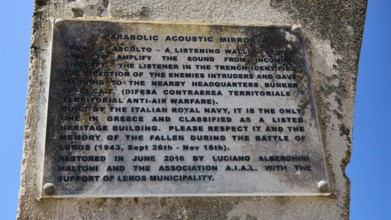 PARABOLIC ACOUSTIC MIRROR
ASCOLTO - A LISTENING WALL
AMPLIFY THE SOUND FROM INCOMING
THE LISTENER IN THE TRENCH IDENTIFIED
DIRECTION OF THE ENEMIES INTRUDERS AND GAVE
TO THE NEARBY HEADQUARTERS BUNKER
(DIFESA CONTRAEREA TERRITORIALE
TERRITORIAL ANTI-AIR WARFARE).
BUILT BY THE ITALIAN ROYAL NAVY, IT IS THE ONLY
ONE IN GREECE AND CLASSIFIED AS A LISTED
HERITAGE BUILDING. PLEASE RESPECT IT AND THE
MEMORY OF THE FALLEN DURING THE BATTLE OF
LEROS (1943, Sept 26th - Nov 16th).
RESTORED IN JUNE 2016 BY LUCIANO ALBERGHINI
MALTONI AND THE ASSOCIATION A.I.A.L. WITH THE
SUPPORT OF LEROS MUNICIPALITY.